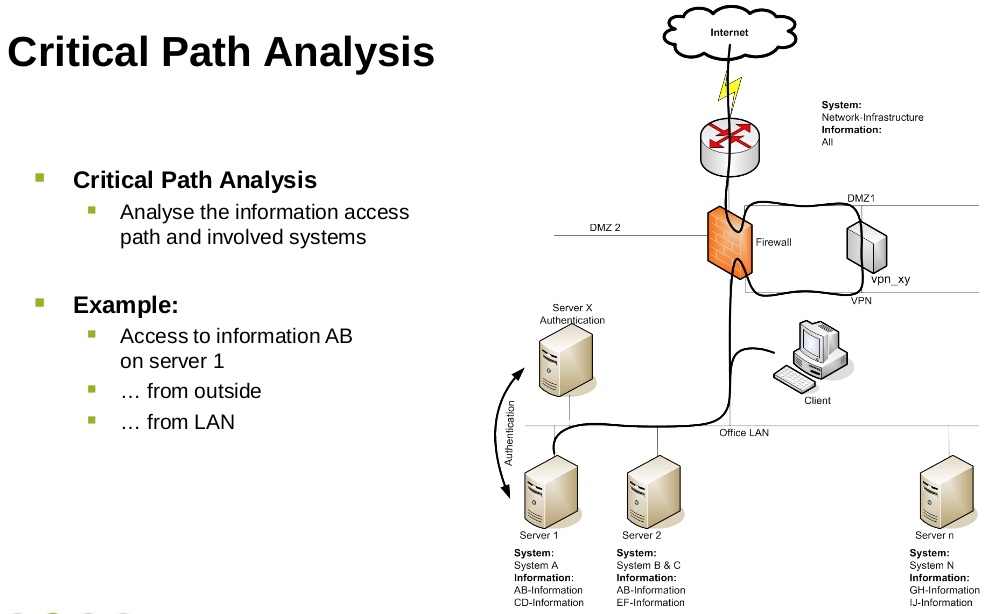 Critical Path Analysis
Critical Path Analysis
Analyse the information access
path and involved systems
Example:
Access to information AB
on server 1
… from outside
… from LAN
Internet
System:
Network-Infrastructure
Information:
All
DMZ1
DMZ 2
Firewall
vpn_xy
VPN
Server X
Authentication
Client
Authentication
Office LAN
Server 1
System:
System A
Information:
AB-Information
CD-Information
Server 2
System:
System B & C
Information:
AB-Information
EF-Information
Server n
System:
System N
Information:
GH-Information
IJ-Information